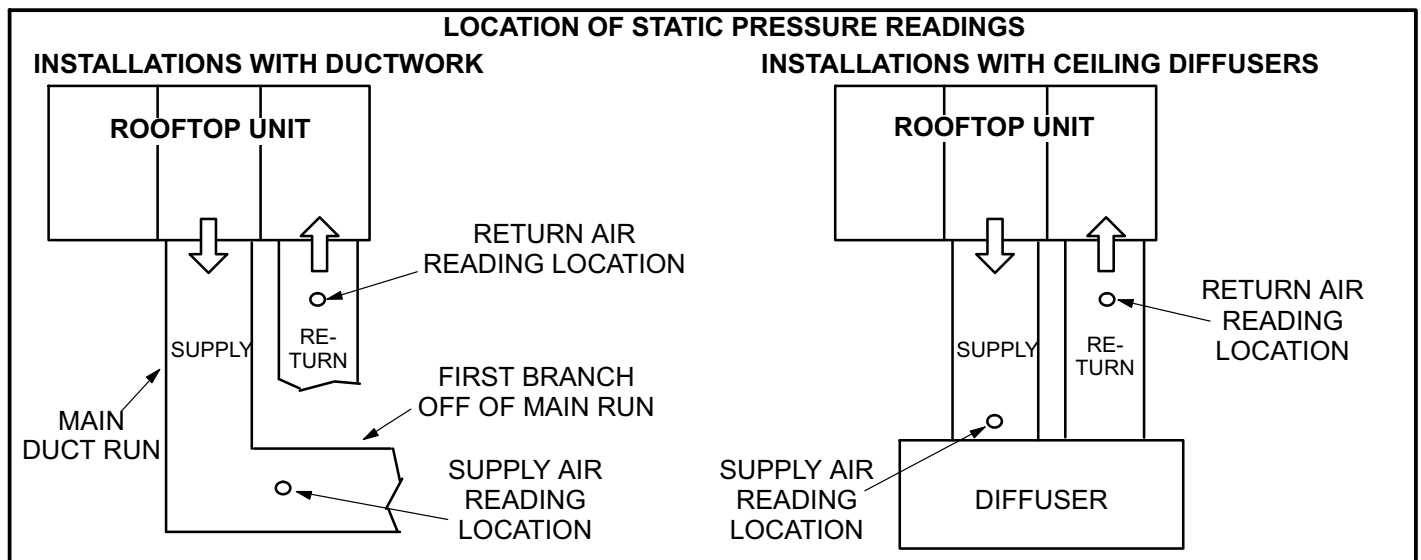 LOCATION OF STATIC PRESSURE READINGS
INSTALLATIONS WITH DUCTWORK
ROOFTOP UNIT
RETURN AIR
READING LOCATION
SUPPLY
RE-
TURN
FIRST BRANCH
OFF OF MAIN RUN
MAIN
DUCT RUN
SUPPLY AIR
READING
LOCATION
INSTALLATIONS WITH CEILING DIFFUSERS
ROOFTOP UNIT
RETURN AIR
READING
LOCATION
SUPPLY
RE-
TURN
SUPPLY AIR
READING
LOCATION
DIFFUSER